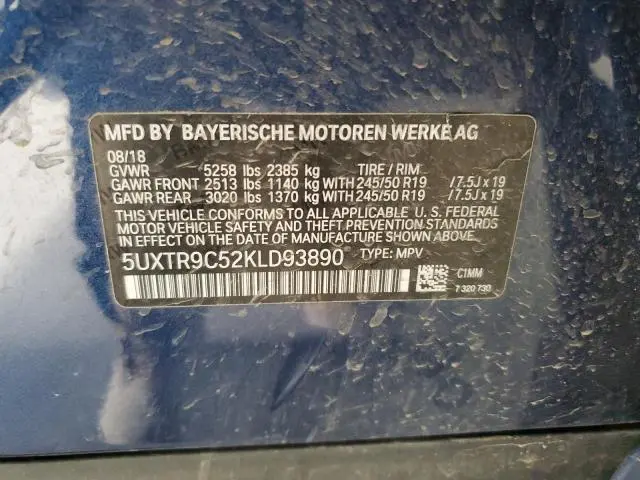 MFD BY BAYERISCHE MOTOREN WERKE AG
08/18
GVWR 5258 lbs 2385 kg TIRE / RIM
GAWR FRONT 2513 lbs 1140 kg WITH 245/50 R19 / 7.5J x 19
GAWR REAR 3020 lbs 1370 kg WITH 245/50 R19 / 7.5J x 19
THIS VEHICLE CONFORMS TO ALL APPLICABLE U. S. FEDERAL
MOTOR VEHICLE SAFETY AND THEFT PREVENTION STANDARDS
IN EFFECT ON THE DATE OF MANUFACTURE SHOWN ABOVE.
5UXTR9C52KLD93890 TYPE: MPV
C1MM
7 320 730